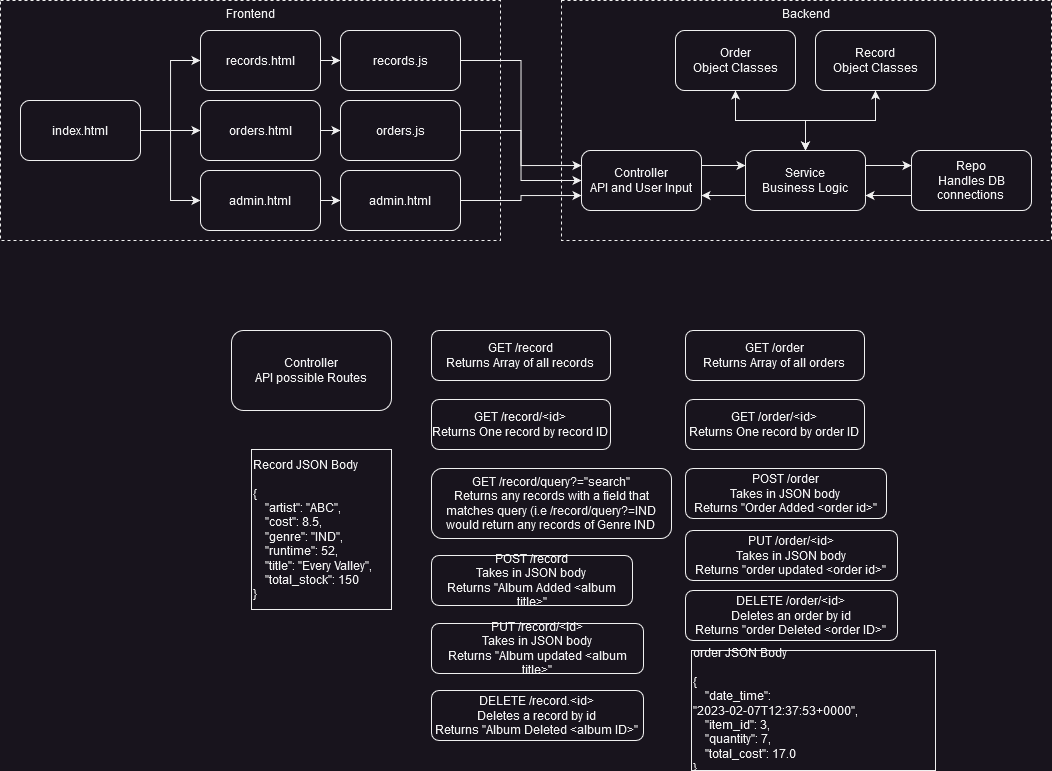 Frontend
Backend
index.html
records.html
records.js
orders.html
orders.js
admin.html
admin.html
Order
Object Classes
Record
Object Classes
Controller
API and User Input
Service
Business Logic
Repo
Handles DB
connections
Controller
API possible Routes
Record JSON Body
{
"artist": "ABC",
"cost": 8.5,
"genre": "IND",
"runtime": 52,
"title": "Every Valley",
"total_stock": 150
}
GET /record
Returns Array of all records
GET /record/<id>
Returns One record by record ID
GET /record/query?="search"
Returns any records with a field that
matches query (i.e /record/query?=IND
would return any records of Genre IND
POST /record
Takes in JSON body
Returns "Album Added <album
title>"
PUT /record/<id>
Takes in JSON body
Returns "Album updated <album
title>"
DELETE /record.<id>
Deletes a record by id
Returns "Album Deleted <album ID>"
GET /order
Returns Array of all orders
GET /order/<id>
Returns One record by order ID
POST /order
Takes in JSON body
Returns "Order Added <order id>"
PUT /order/<id>
Takes in JSON body
Returns "order updated <order id>"
DELETE /order/<id>
Deletes an order by id
Returns "order Deleted <order ID>"
order JSON Body
{
"date_time":
"2023-02-07T12:37:53+0000",
"item_id": 3,
"quantity": 7,
"total_cost": 17.0
}